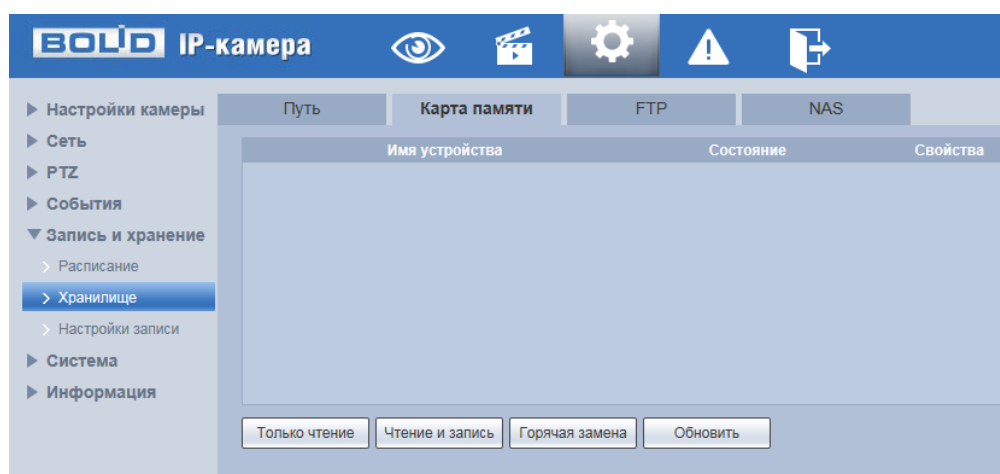 BOLID IP-камера
Путь Карта памяти FTP NAS
Имя устройства Состояние Свойства
Настройки камеры
Сеть
PTZ
События
Запись и хранение
Расписание
Хранилище
Настройки записи
Система
Информация
Только чтение Чтение и запись Горячая замена Обновить